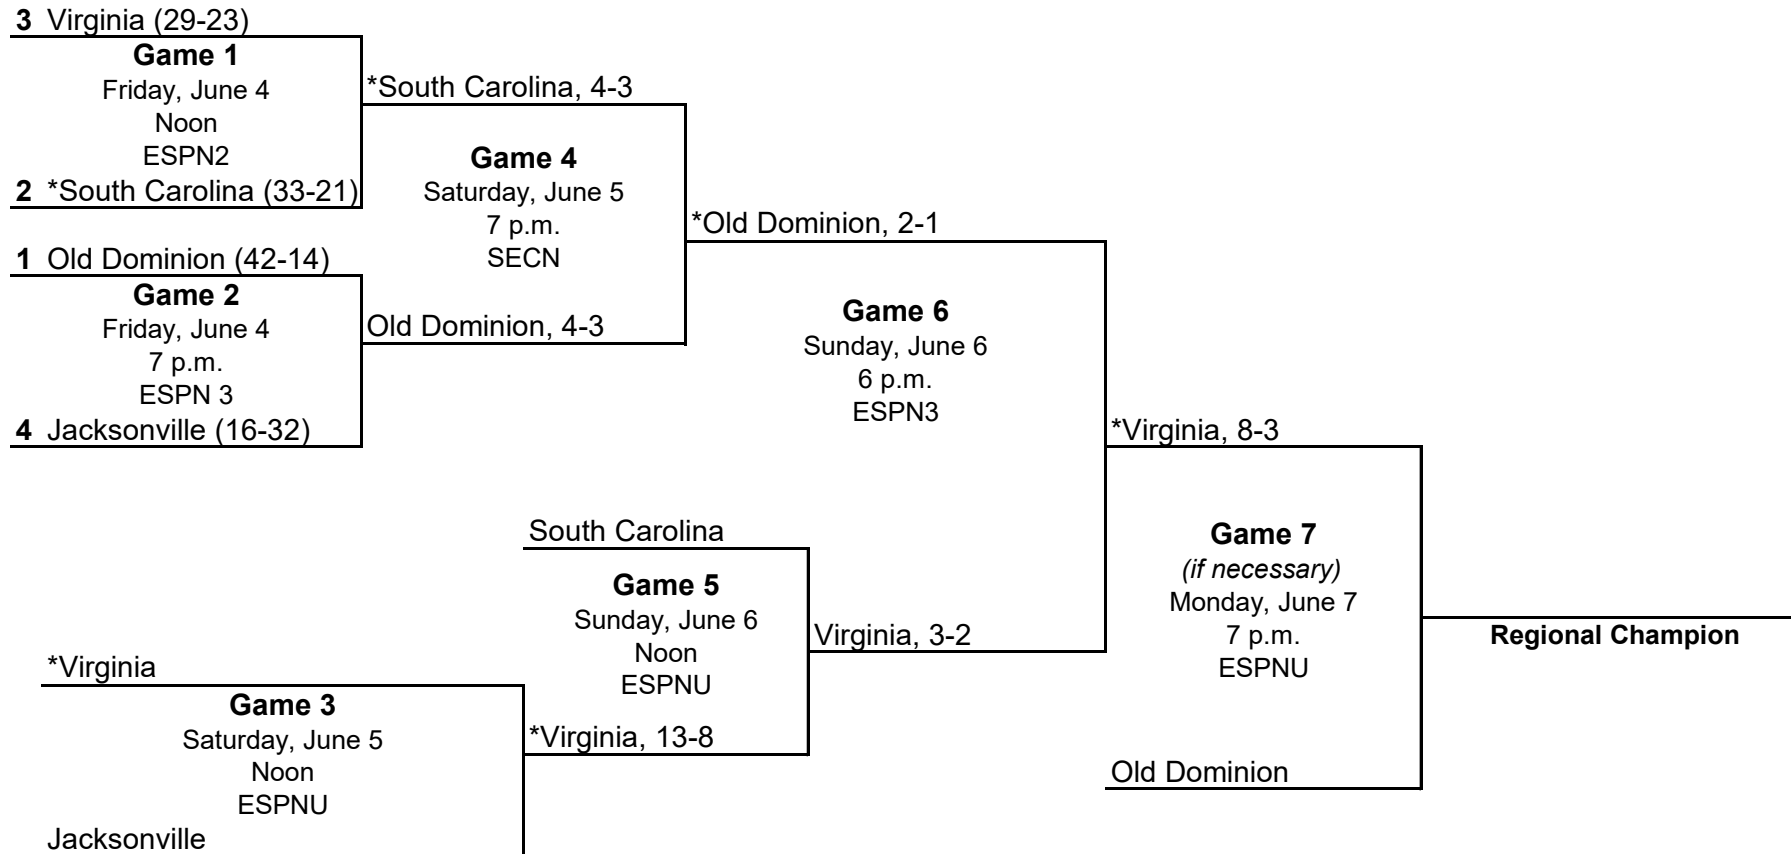 3 Virginia (29-23)
Game 1
Friday, June 4
Noon
ESPN2
2 *South Carolina (33-21)
1 Old Dominion (42-14)
Game 2
Friday, June 4
7 p.m.
ESPN 3
4 Jacksonville (16-32)
*South Carolina, 4-3
Game 4
Saturday, June 5
7 p.m.
SECN
Old Dominion, 4-3
*Old Dominion, 2-1
Game 6
Sunday, June 6
6 p.m.
ESPN3
Virginia, 3-2
*Virginia
Game 3
Saturday, June 5
Noon
ESPNU
Jacksonville
South Carolina
Game 5
Sunday, June 6
Noon
ESPNU
*Virginia, 13-8
*Virginia, 8-3
Game 7
(if necessary)
Monday, June 7
7 p.m.
ESPNU
Old Dominion
Regional Champion